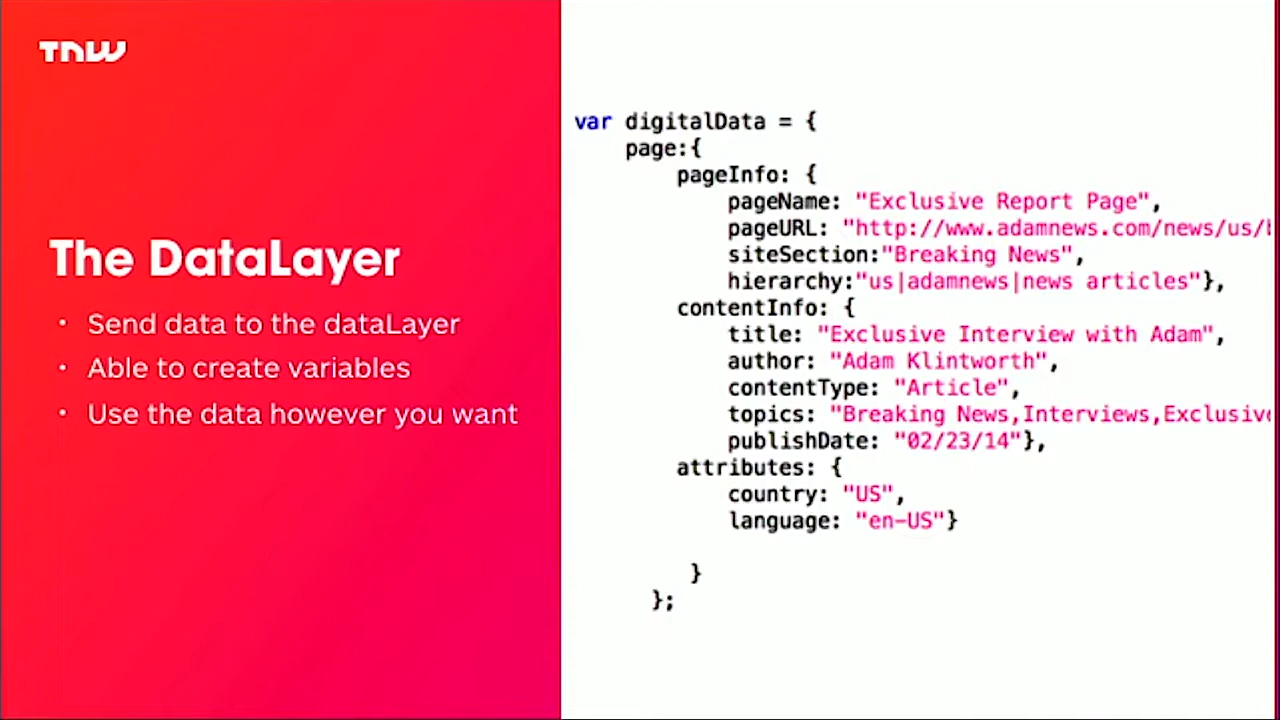 TNW
The DataLayer
• Send data to the dataLayer
• Able to create variables
• Use the data however you want
var digitalData = {
page:{
pageInfo: {
pageName: "Exclusive Report Page",
pageURL: "http://www.adamnews.com/news/us/
siteSection:"Breaking News",
hierarchy:"us|adamnews|news articles"},
contentInfo: {
title: "Exclusive Interview with Adam",
author: "Adam Klintworth",
contentType: "Article",
topics: "Breaking News,Interviews,Exclusiv
publishDate: "02/23/14"},
attributes: {
country: "US",
language: "en-US"}
}
};